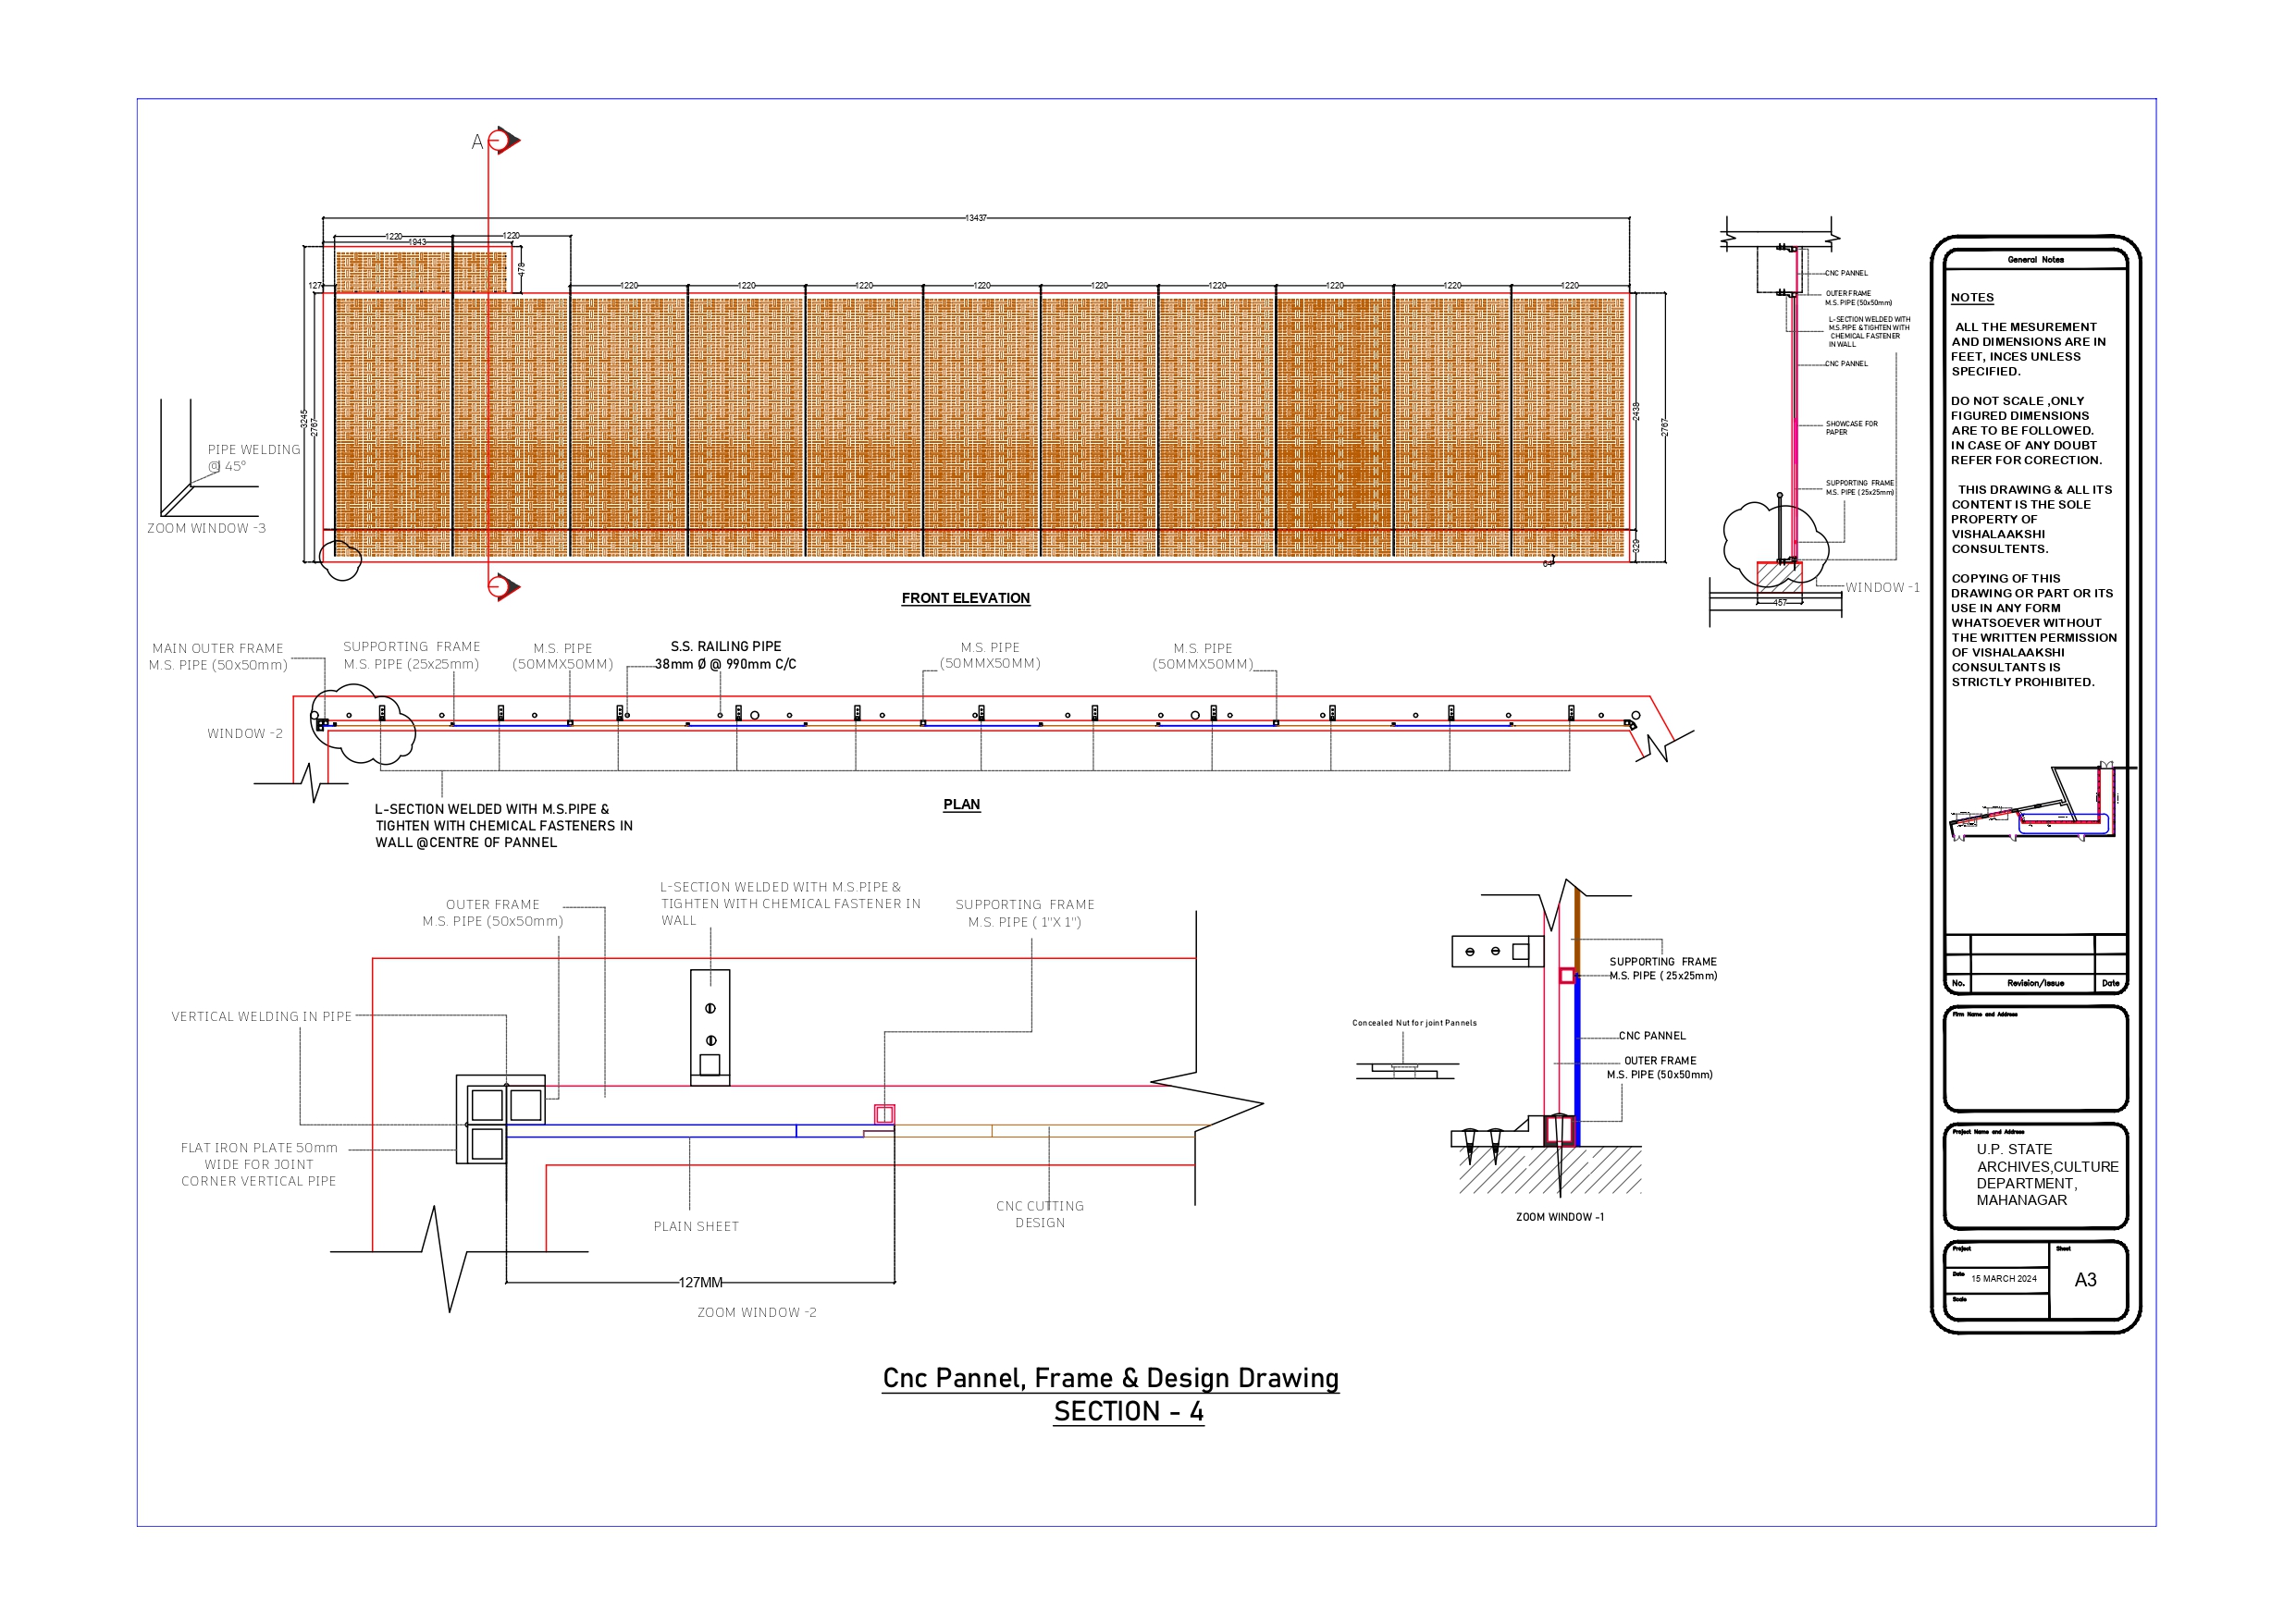 A
13437
1220
1220
1943
478
127
1220
1220
1220
1220
1220
1220
1220
1220
1220
3245
2767
2438
2767
329
64
FRONT ELEVATION
PIPE WELDING
@ 45°
ZOOM WINDOW -3
CNC PANNEL
OUTER FRAME
M.S. PIPE (50x50mm)
L-SECTION WELDED WITH
M.S.PIPE & TIGHTEN WITH
CHEMICAL FASTENER
IN WALL
CNC PANNEL
SHOWCASE FOR
PAPER
SUPPORTING FRAME
M.S. PIPE (25x25mm)
WINDOW -1
457
MAIN OUTER FRAME
M.S. PIPE (50x50mm)
SUPPORTING FRAME
M.S. PIPE (25x25mm)
M.S. PIPE
(50MMX50MM)
S.S. RAILING PIPE
38mm Ø @ 990mm C/C
M.S. PIPE
(50MMX50MM)
M.S. PIPE
(50MMX50MM)
WINDOW -2
L-SECTION WELDED WITH M.S.PIPE &
TIGHTEN WITH CHEMICAL FASTENERS IN
WALL @CENTRE OF PANNEL
PLAN
OUTER FRAME
M.S. PIPE (50x50mm)
L-SECTION WELDED WITH M.S.PIPE &
TIGHTEN WITH CHEMICAL FASTENER IN
WALL
SUPPORTING FRAME
M.S. PIPE ( 1"X 1")
VERTICAL WELDING IN PIPE
FLAT IRON PLATE 50mm
WIDE FOR JOINT
CORNER VERTICAL PIPE
PLAIN SHEET
CNC CUTTING
DESIGN
127MM
ZOOM WINDOW -2
SUPPORTING FRAME
M.S. PIPE ( 25x25mm)
Concealed Nut for joint Pannels
CNC PANNEL
OUTER FRAME
M.S. PIPE (50x50mm)
ZOOM WINDOW -1
Cnc Pannel, Frame & Design Drawing
SECTION - 4
General Notes
NOTES
ALL THE MESUREMENT
AND DIMENSIONS ARE IN
FEET, INCES UNLESS
SPECIFIED.
DO NOT SCALE ,ONLY
FIGURED DIMENSIONS
ARE TO BE FOLLOWED.
IN CASE OF ANY DOUBT
REFER FOR CORECTION.
THIS DRAWING & ALL ITS
CONTENT IS THE SOLE
PROPERTY OF
VISHALAAKSHI
CONSULTENTS.
COPYING OF THIS
DRAWING OR PART OR ITS
USE IN ANY FORM
WHATSOEVER WITHOUT
THE WRITTEN PERMISSION
OF VISHALAAKSHI
CONSULTANTS IS
STRICTLY PROHIBITED.
No. Revision/Issue Date
Firm Name and Address
Project Name and Address
U.P. STATE
ARCHIVES,CULTURE
DEPARTMENT,
MAHANAGAR
Project
Sheet
Date 15 MARCH 2024
A3
Scale